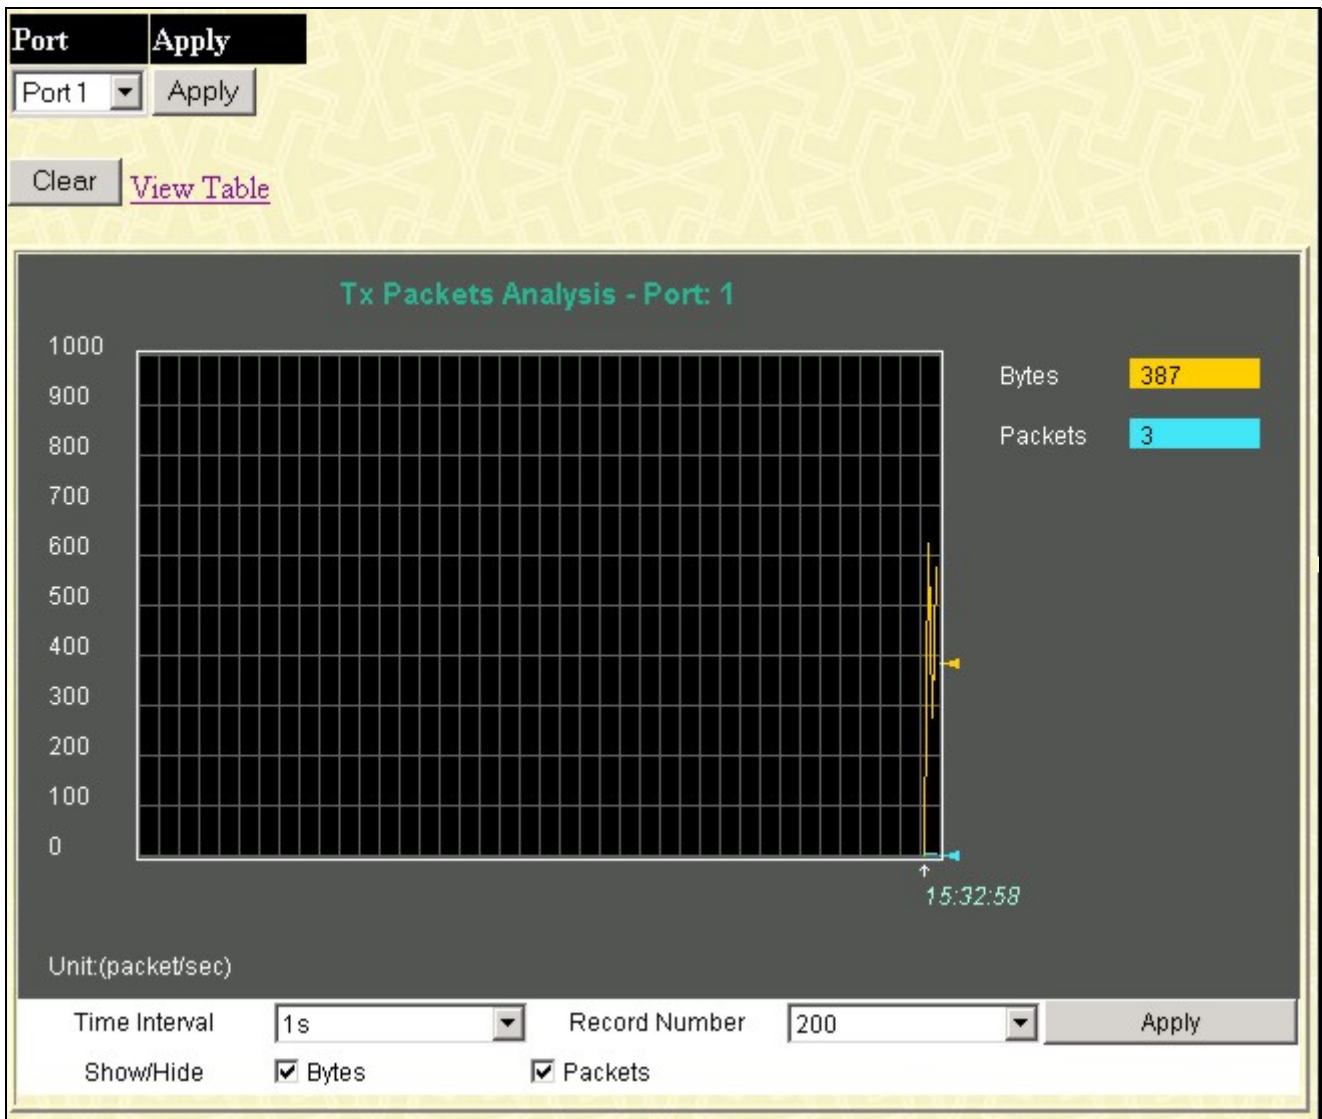 Port Apply
Port 1 Apply
Clear View Table
Tx Packets Analysis - Port: 1
1000
900
800
700
600
500
400
300
200
100
0
Bytes 387
Packets 3
15:32:58
Unit:(packet/sec)
Time Interval 1s Record Number 200 Apply
Show/Hide Bytes Packets